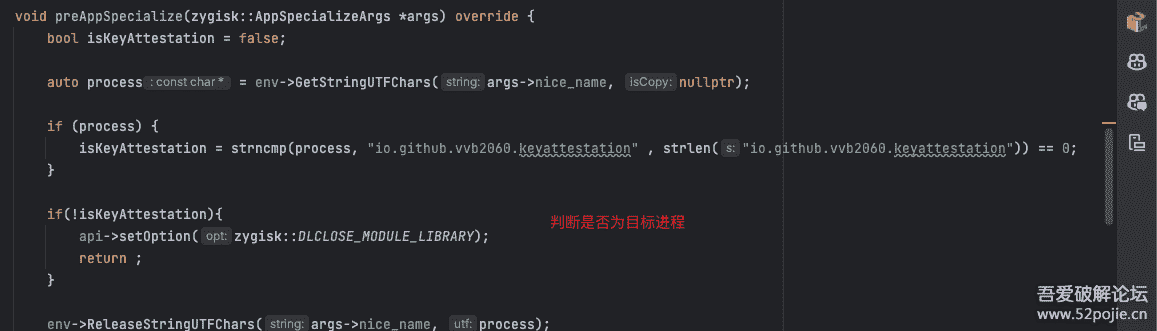 void preAppSpecialize(zygisk::AppSpecializeArgs *args) override {
bool isKeyAttestation = false;
auto process : const char * = env->GetStringUTFChars( string: args->nice_name, isCopy: nullptr);
if (process) {
isKeyAttestation = strncmp(process, "io.github.vvb2060.keyattestation" , strlen( s: "io.github.vvb2060.keyattestation")) == 0;
}
if(!isKeyAttestation){
判断是否为目标进程
api->setOption( opt: zygisk::DLCLOSE_MODULE_LIBRARY);
return ;
}
env->ReleaseStringUTFChars( string: args->nice_name, utf: process);
吾爱破解论坛
www.52pojie.cn